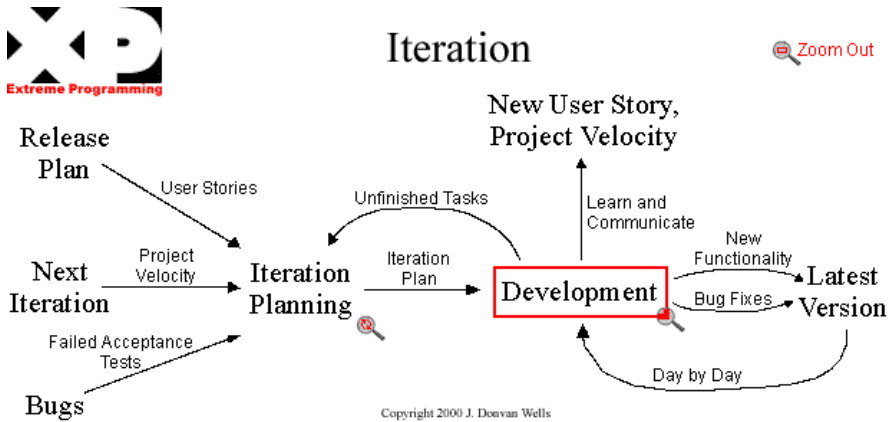 XP
Extreme Programming
Iteration
Zoom Out
New User Story,
Project Velocity
Release
Plan
User Stories
Unfinished Tasks
Learn and
Communicate
Project
Velocity
Next
Iteration
Iteration
Planning
Iteration
Plan
Development
New
Functionality
Bug Fixes
Latest
Version
Failed Acceptance
Tests
Bugs
Day by Day
Copyright 2000 J. Donvan Wells